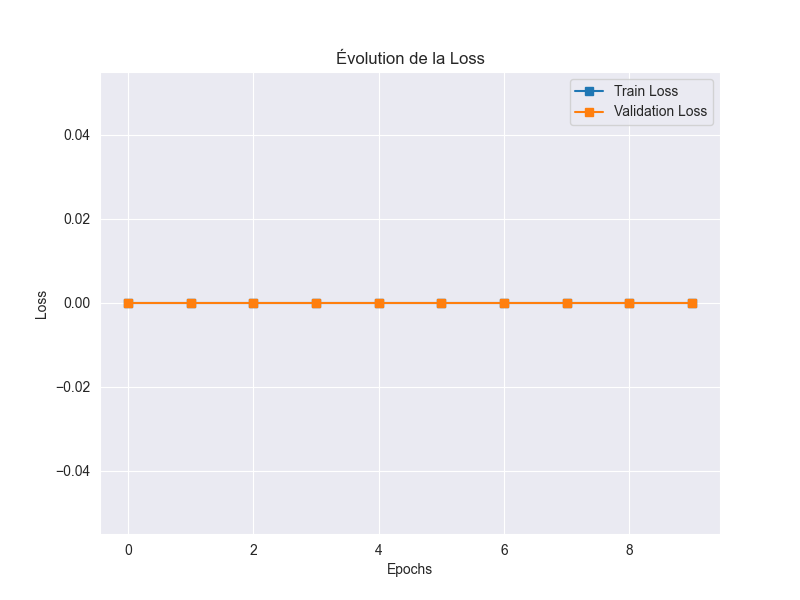 Évolution de la Loss
Train Loss
Validation Loss
0.04
0.02
0.00
−0.02
−0.04
Loss
0 2 4 6 8
Epochs